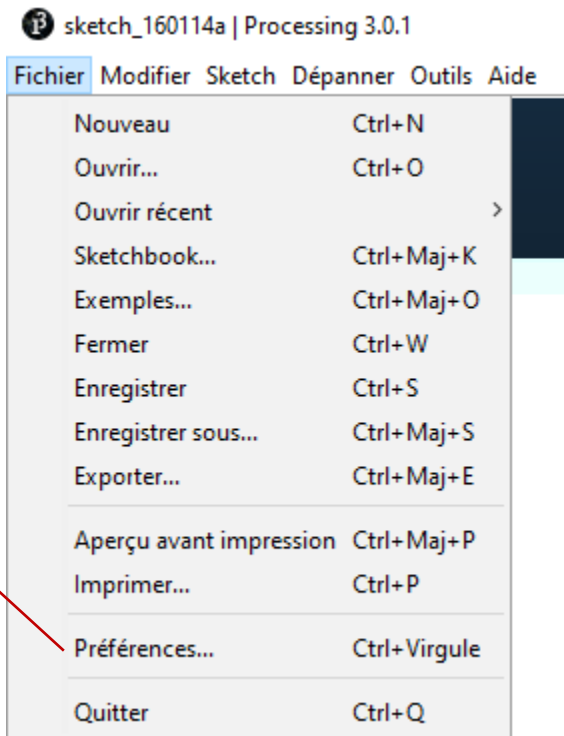 sketch_160114a | Processing 3.0.1
Fichier Modifier Sketch Dépanner Outils Aide
Nouveau Ctrl+N
Ouvrir... Ctrl+O
Ouvrir récent >
Sketchbook... Ctrl+Maj+K
Exemples... Ctrl+Maj+O
Fermer Ctrl+W
Enregistrer Ctrl+S
Enregistrer sous... Ctrl+Maj+S
Exporter... Ctrl+Maj+E
Aperçu avant impression Ctrl+Maj+P
Imprimer... Ctrl+P
Préférences... Ctrl+Virgule
Quitter Ctrl+Q